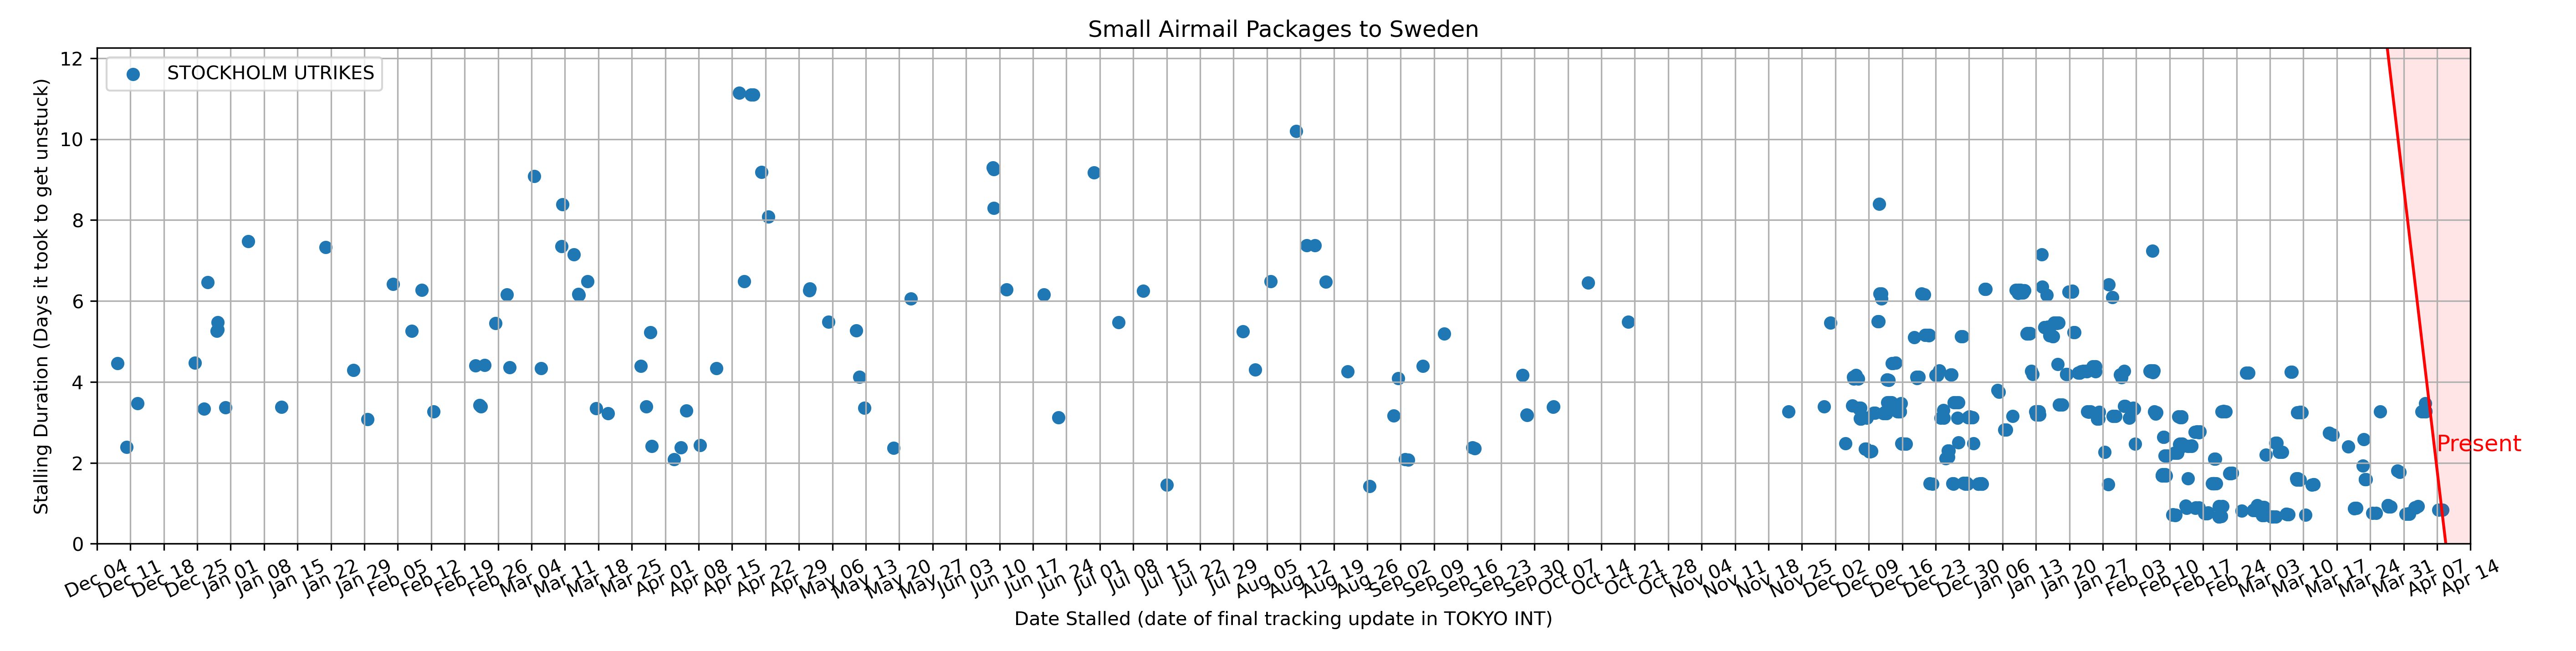 Small Airmail Packages to Sweden
STOCKHOLM UTRIKES
Stalling Duration (Days it took to get unstuck)
12
10
8
6
4
2
0
Present
Dec 04 Dec 11 Dec 18 Dec 25 Jan 01 Jan 08 Jan 15 Jan 22 Jan 29 Feb 05 Feb 12 Feb 19 Feb 26 Mar 04 Mar 11 Mar 18 Mar 25 Apr 01 Apr 08 Apr 15 Apr 22 Apr 29 May 06 May 13 May 20 May 27 Jun 03 Jun 10 Jun 17 Jun 24 Jul 01 Jul 08 Jul 15 Jul 22 Jul 29 Aug 05 Aug 12 Aug 19 Aug 26 Sep 02 Sep 09 Sep 16 Sep 23 Sep 30 Oct 07 Oct 14 Oct 21 Oct 28 Nov 04 Nov 11 Nov 18 Nov 25 Dec 02 Dec 09 Dec 16 Dec 23 Dec 30 Jan 06 Jan 13 Jan 20 Jan 27 Feb 03 Feb 10 Feb 17 Feb 24 Mar 03 Mar 10 Mar 17 Mar 24 Mar 31 Apr 07 Apr 14
Date Stalled (date of final tracking update in TOKYO INT)